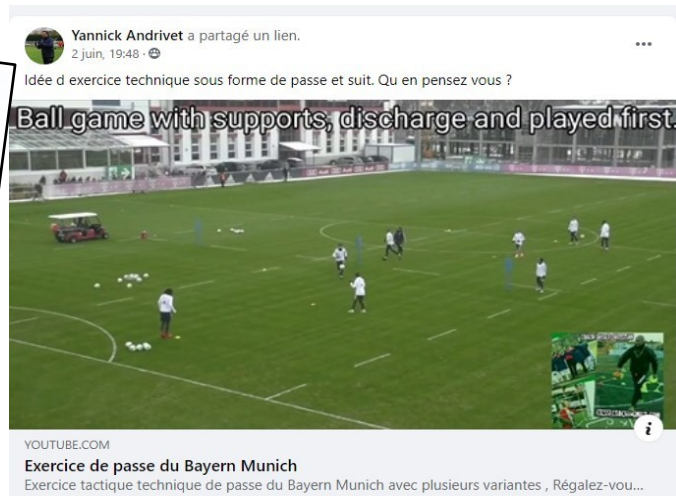 Yannick Andrivet a partagé un lien.
2 juin, 19:48 ·
Idée d exercice technique sous forme de passe et suit. Qu en pensez vous ?
Ball game with supports, discharge and played first.
YOUTUBE.COM
Exercice de passe du Bayern Munich
Exercice tactique technique de passe du Bayern Munich avec plusieurs variantes , Régalez-vou...